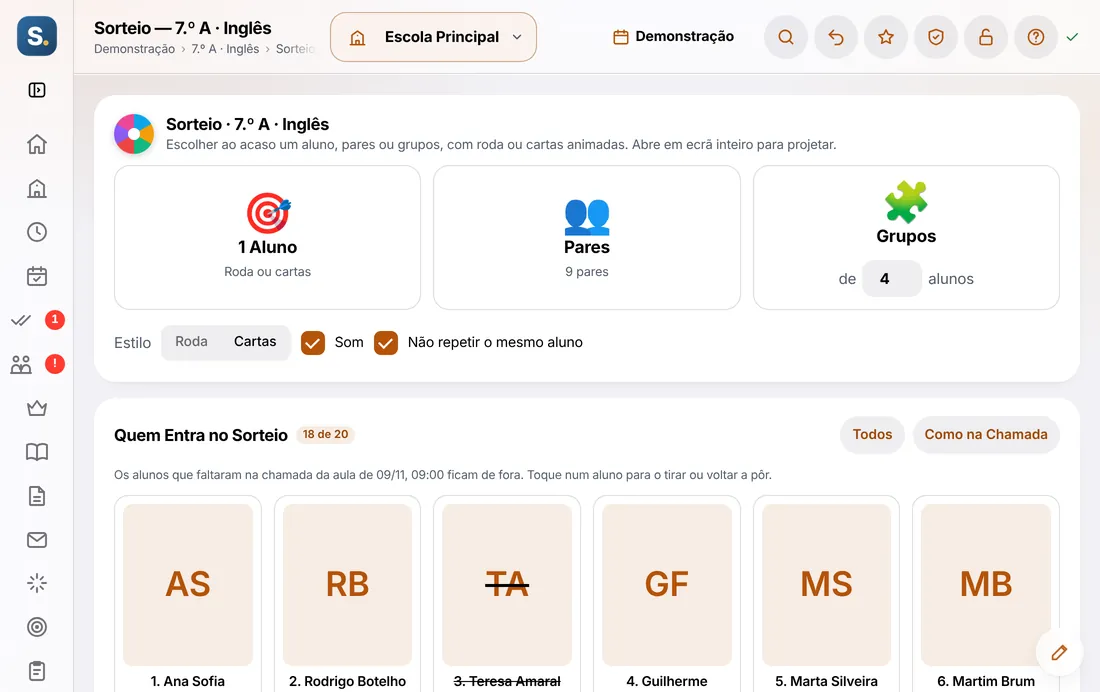 S.
Sorteio — 7.º A · Inglês
Demonstração › 7.º A · Inglês › Sorteio
Escola Principal
Demonstração
1
!
Sorteio · 7.º A · Inglês
Escolher ao acaso um aluno, pares ou grupos, com roda ou cartas animadas. Abre em ecrã inteiro para projetar.
1 Aluno
Roda ou cartas
Pares
9 pares
Grupos
de 4 alunos
Estilo Roda Cartas Som Não repetir o mesmo aluno
Quem Entra no Sorteio 18 de 20
Todos Como na Chamada
Os alunos que faltaram na chamada da aula de 09/11, 09:00 ficam de fora. Toque num aluno para o tirar ou voltar a pôr.
AS
RB
TA
GF
MS
MB
1. Ana Sofia
2. Rodrigo Botelho
3. Teresa Amaral
4. Guilherme
5. Marta Silveira
6. Martim Brum